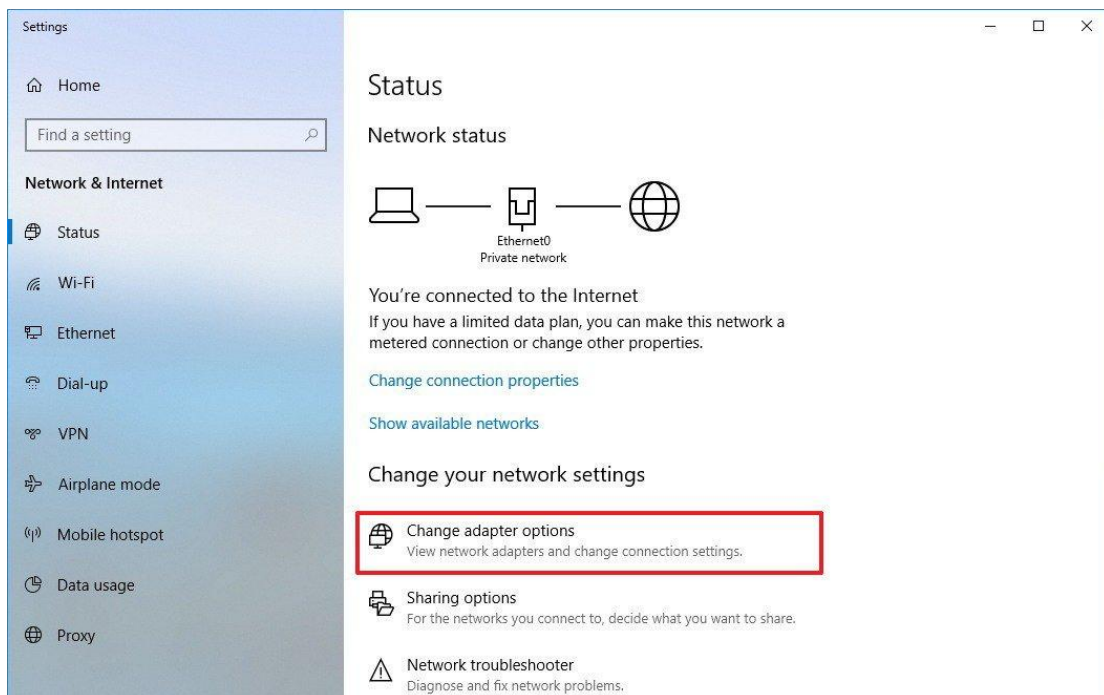 Settings
Home
Find a setting
Network & Internet
Status
Wi-Fi
Ethernet
Dial-up
VPN
Airplane mode
Mobile hotspot
Data usage
Proxy
Status
Network status
Ethernet0
Private network
You're connected to the Internet
If you have a limited data plan, you can make this network a
metered connection or change other properties.
Change connection properties
Show available networks
Change your network settings
Change adapter options
View network adapters and change connection settings.
Sharing options
For the networks you connect to, decide what you want to share.
Network troubleshooter
Diagnose and fix network problems.